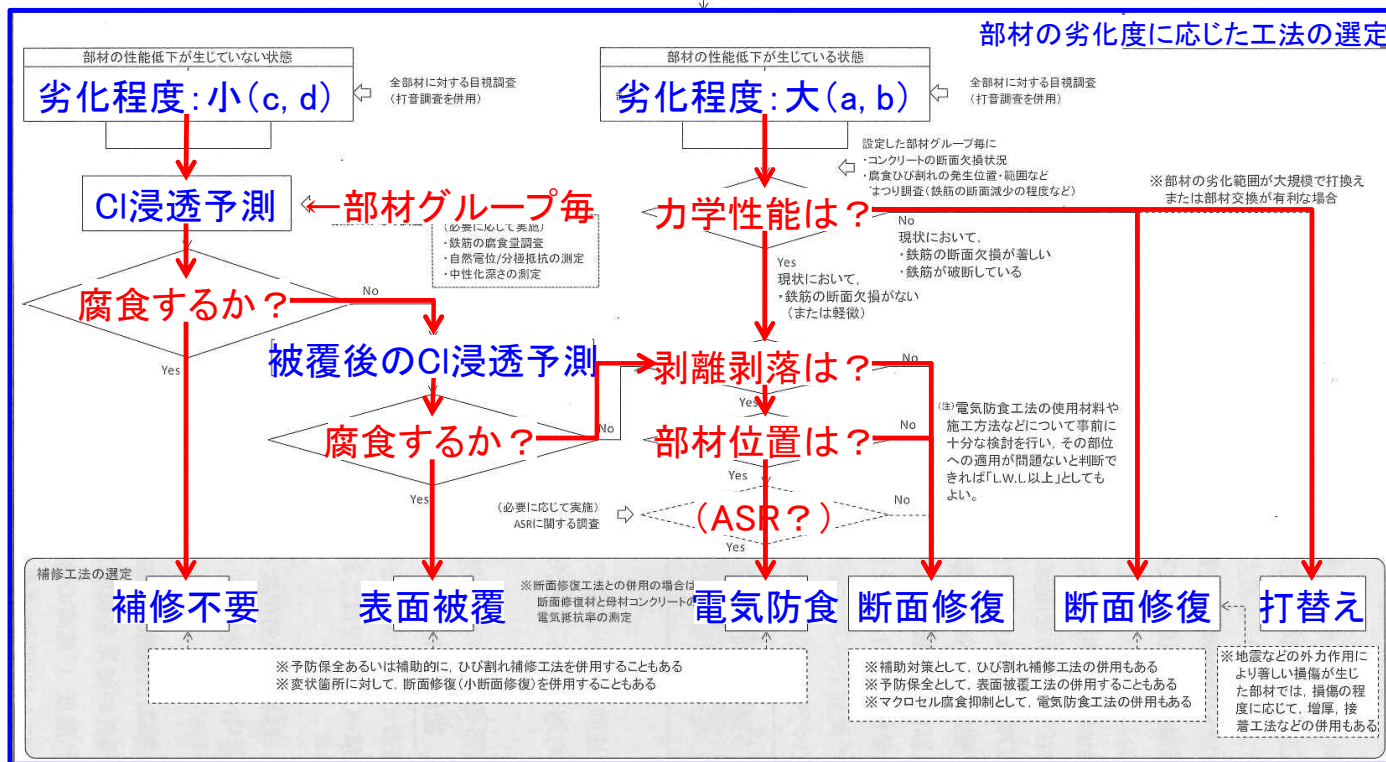 部材の劣化度に応じた工法の選定
部材の性能低下が生じていない状態
劣化程度：小(c, d)
全部材に対する目視調査
(打音調査を併用)
部材の性能低下が生じている状態
劣化程度：大(a, b)
全部材に対する目視調査
(打音調査を併用)
設定した部材グループ毎に
・コンクリートの断面欠損状況
・腐食ひび割れの発生位置・範囲など
はつり調査(鉄筋の断面減少の程度など)
※部材の劣化範囲が大規模で打換え
または部材交換が有利な場合
Cl浸透予測
←部材グループ毎
(必要に応じて実施)
・鉄筋の腐食量調査
・自然電位/分極抵抗の測定
・中性化深さの測定
力学性能は？
No
現状において，
・鉄筋の断面欠損が著しい
・鉄筋が破断している
Yes
現状において，
・鉄筋の断面欠損がない
(または軽微)
腐食するか？
No
Yes
被覆後のCl浸透予測
剥離剥落は？
No
Yes
腐食するか？
No
Yes
部材位置は？
No
Yes
(注)電気防食工法の使用材料や
施工方法などについて事前に
十分な検討を行い，その部位
への適用が問題ないと判断で
きれば「L.W.L以上」としても
よい。
(必要に応じて実施)
ASRに関する調査
(ASR？)
No
Yes
補修工法の選定
補修不要
表面被覆
※断面修復工法との併用の場合は
断面修復材と母材コンクリートの
電気抵抗率の測定
電気防食
断面修復
断面修復
打替え
※予防保全あるいは補助的に，ひび割れ補修工法を併用することもある
※変状箇所に対して，断面修復(小断面修復)を併用することもある
※補助対策として，ひび割れ補修工法の併用もある
※予防保全として，表面被覆工法の併用することもある
※マクロセル腐食抑制として，電気防食工法の併用もある
※地震などの外力作用に
より著しい損傷が生じ
た部材では，損傷の程
度に応じて，増厚，接
着工法などの併用もある